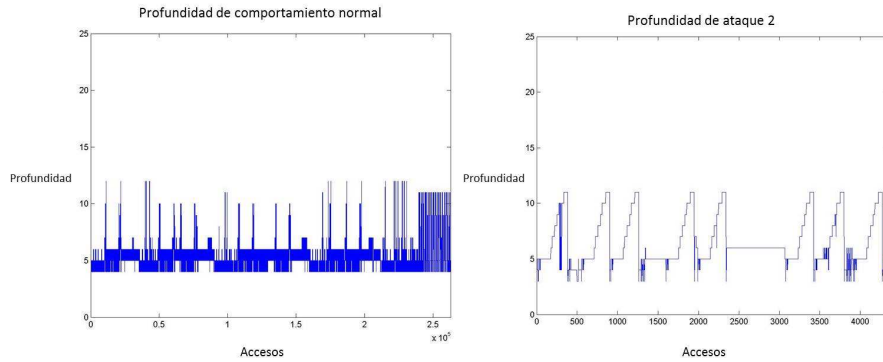 Profundidad de comportamiento normal
25
20
15
Profundidad
10
5
0
0 0.5 1 1.5 2 2.5
x 10^5
Accesos
Profundidad de ataque 2
25
20
15
Profundidad
10
5
0
0 500 1000 1500 2000 2500 3000 3500 4000
Accesos